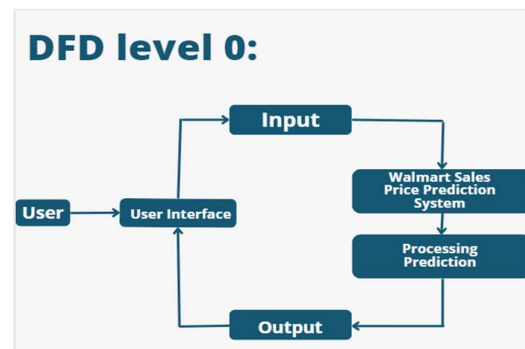 DFD level 0:
Input
Walmart Sales
Price Prediction
System
User
User Interface
Processing
Prediction
Output